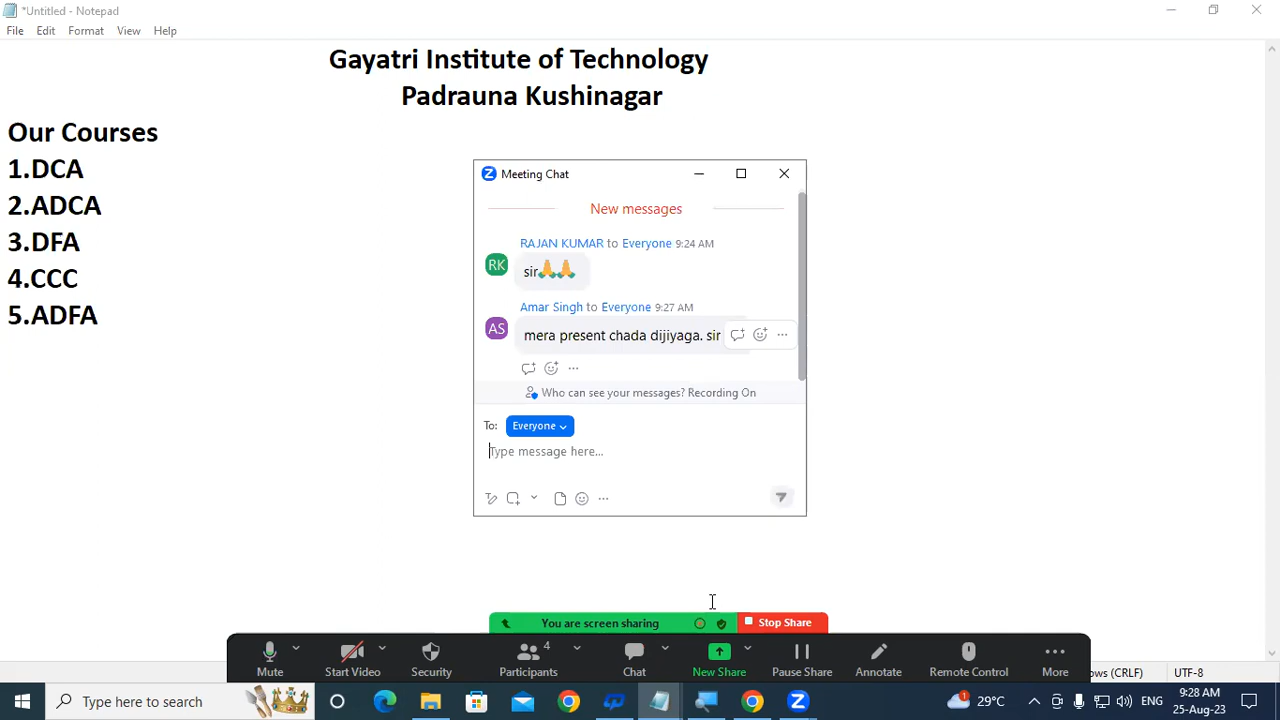 *Untitled - Notepad
File Edit Format View Help
Gayatri Institute of Technology
Padrauna Kushinagar
Our Courses
1.DCA
2.ADCA
3.DFA
4.CCC
5.ADFA
Meeting Chat
New messages
RAJAN KUMAR to Everyone 9:24 AM
RK
sir🙏🙏
Amar Singh to Everyone 9:27 AM
AS
mera present chada dijiyaga. sir
Who can see your messages? Recording On
To: Everyone
Type message here...
You are screen sharing Stop Share
4
Mute Start Video Security Participants Chat New Share Pause Share Annotate Remote Control More
ows (CRLF) UTF-8
Type here to search
1 29°C ENG
9:28 AM
25-Aug-23